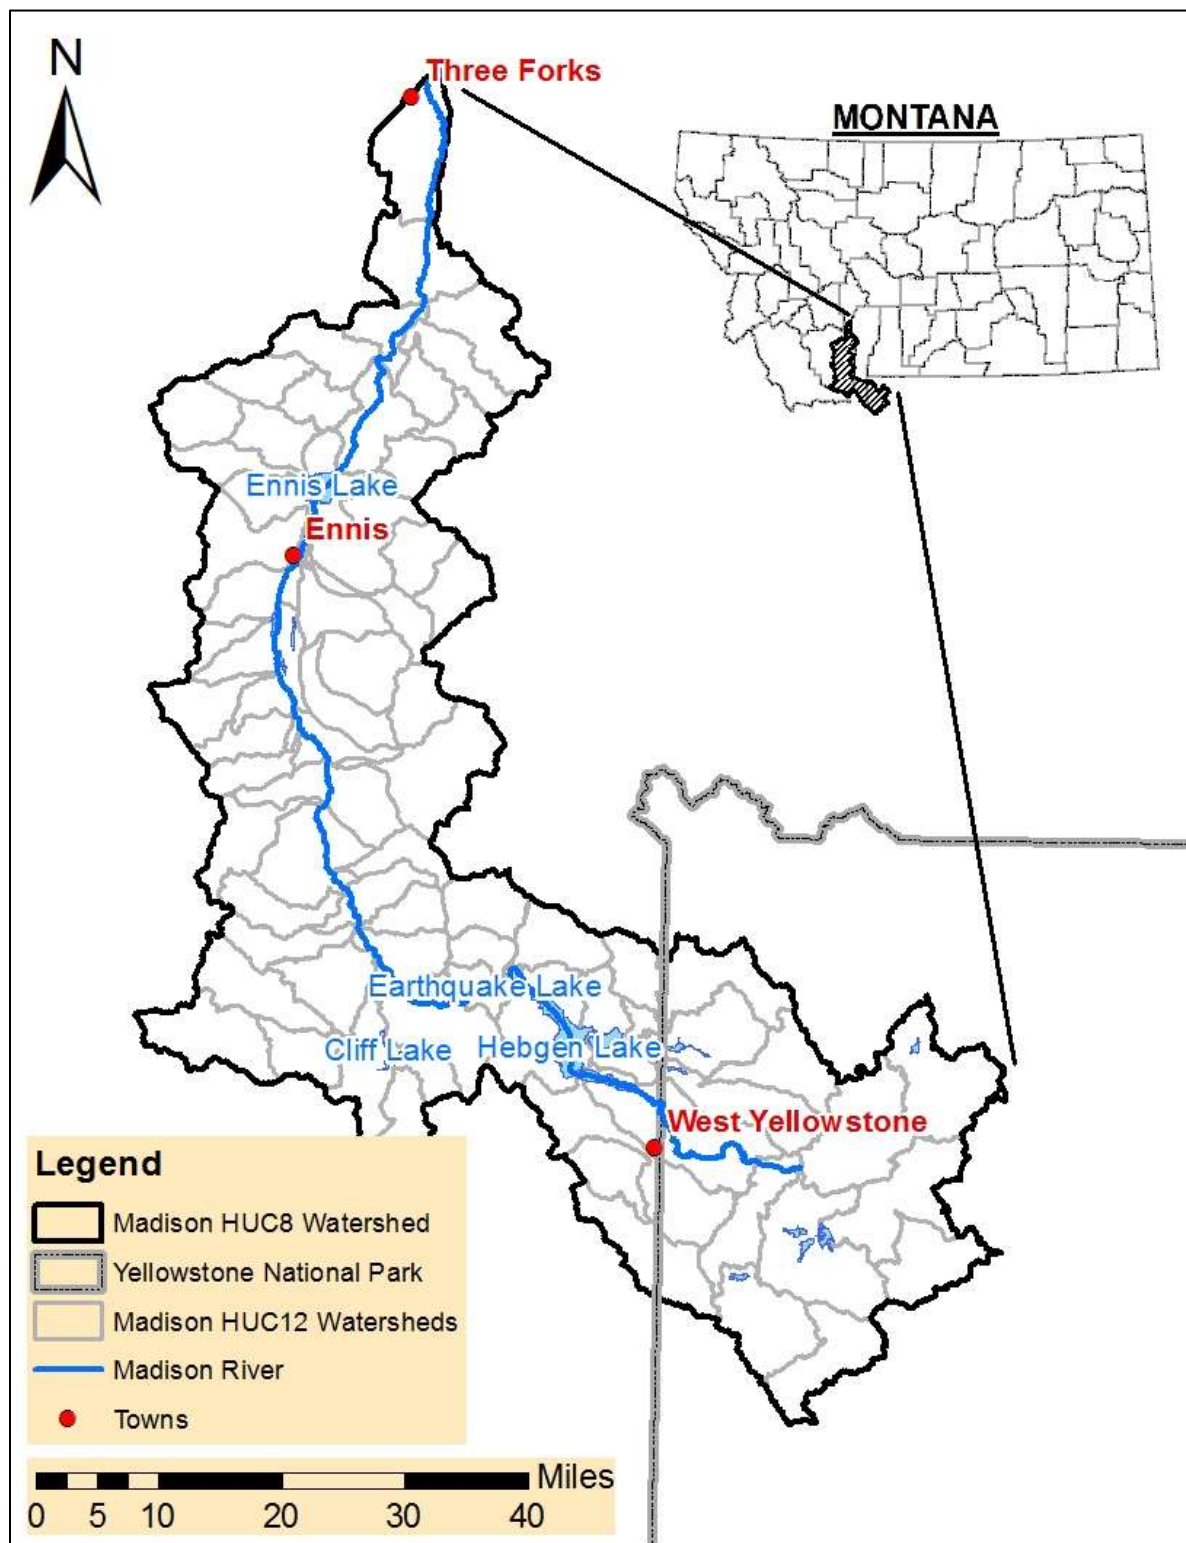 N
Three Forks
MONTANA
Ennis Lake
Ennis
Earthquake Lake
Cliff Lake
Hebgen Lake
West Yellowstone
Legend
Madison HUC8 Watershed
Yellowstone National Park
Madison HUC12 Watersheds
Madison River
Towns
Miles
0 5 10 20 30 40